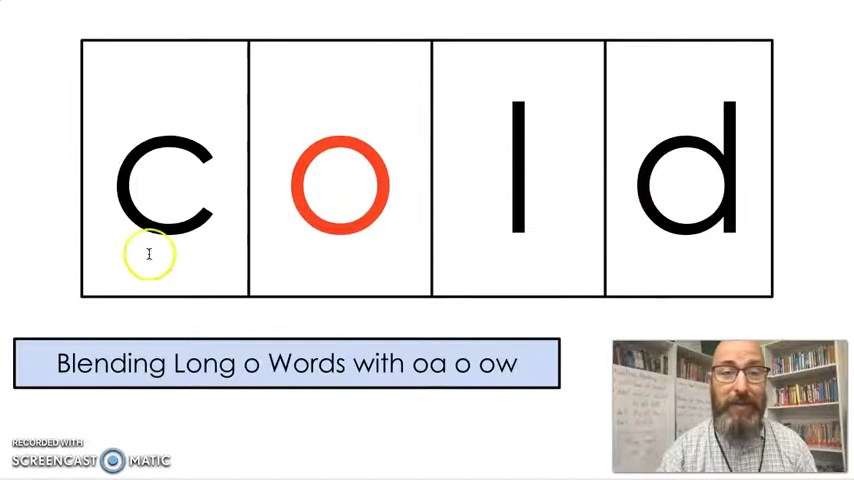 c o l d
Blending Long o Words with oa o ow
RECORDED WITH
SCREENCAST MATIC